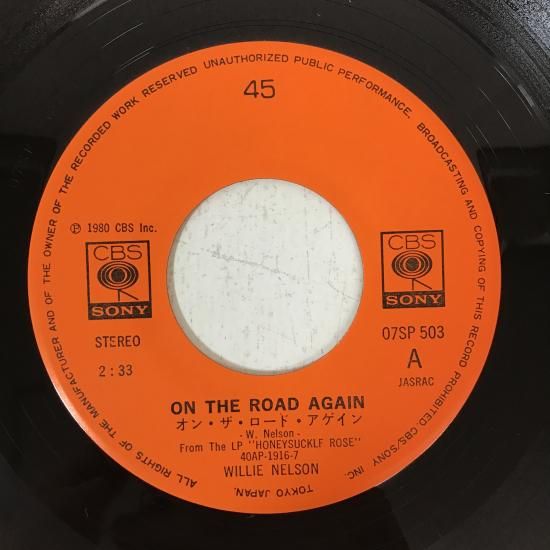 ALL RIGHTS OF THE MANUFACTURER AND OF THE OWNER OF THE RECORDED WORK RESERVED UNAUTHORIZED PUBLIC PERFORMANCE, BROADCASTING AND COPYING OF THIS RECORD PROHIBITED CBS/SONY INC. TOKYO JAPAN.
45
℗ 1980 CBS Inc.
CBS
SONY
CBS
SONY
STEREO
2:33
07SP 503
A
JASRAC
ON THE ROAD AGAIN
オン・ザ・ロード・アゲイン
- W. Nelson -
From The LP "HONEYSUCKLF ROSE"
40AP-1916-7
WILLIE NELSON